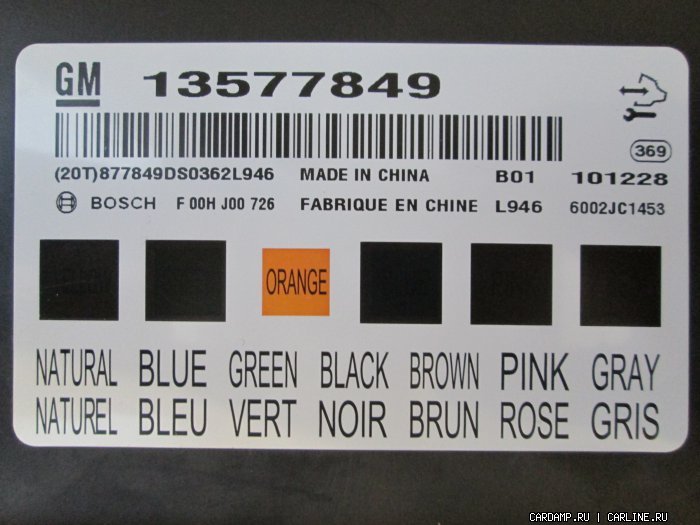 GM 13577849
369
(20T)877849DS0362L946 MADE IN CHINA B01 101228
BOSCH F 00H J00 726 FABRIQUE EN CHINE L946 6002JC1453
ORANGE
NATURAL BLUE GREEN BLACK BROWN PINK GRAY
NATUREL BLEU VERT NOIR BRUN ROSE GRIS
CARDAMP.RU | CARLINE.RU